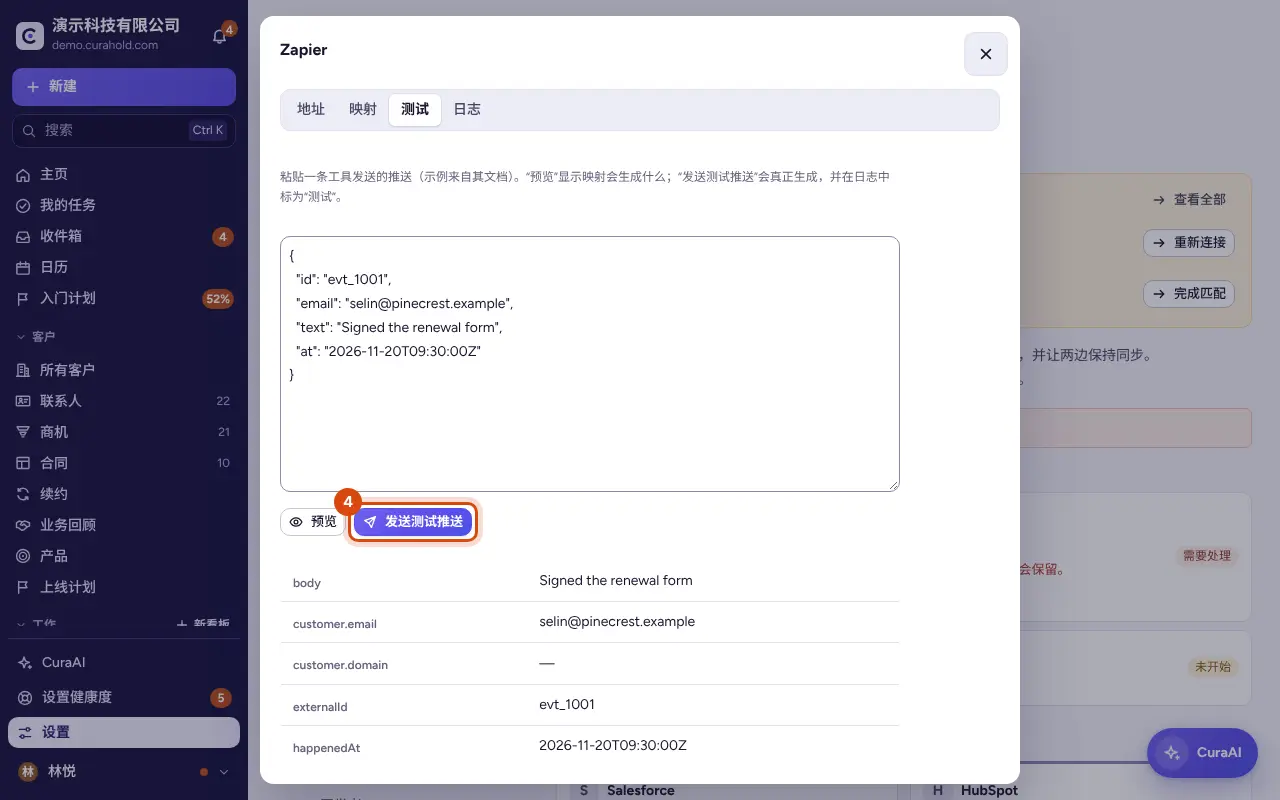 演示科技有限公司
demo.curahold.com
4
新建
搜索
Ctrl K
主页
我的任务
收件箱
4
日历
入门计划
52%
客户
所有客户
联系人
22
商机
21
合同
10
续约
业务回顾
产品
上线计划
工作
新看板
CuraAI
设置健康度
5
设置
林
林悦
Zapier
地址
映射
测试
日志
粘贴一条工具发送的推送（示例来自其文档）。“预览”显示映射会生成什么；“发送测试推送”会真正生成，并在日志中
标为“测试”。
{
"id": "evt_1001",
"email": "selin@pinecrest.example",
"text": "Signed the renewal form",
"at": "2026-11-20T09:30:00Z"
}
4
预览
发送测试推送
body
Signed the renewal form
customer.email
selin@pinecrest.example
customer.domain
—
externalId
evt_1001
happenedAt
2026-11-20T09:30:00Z
查看全部
重新连接
完成匹配
，并让两边保持同步。
。
需要处理
会保留。
未开始
CuraAI
S
Salesforce
H
HubSpot